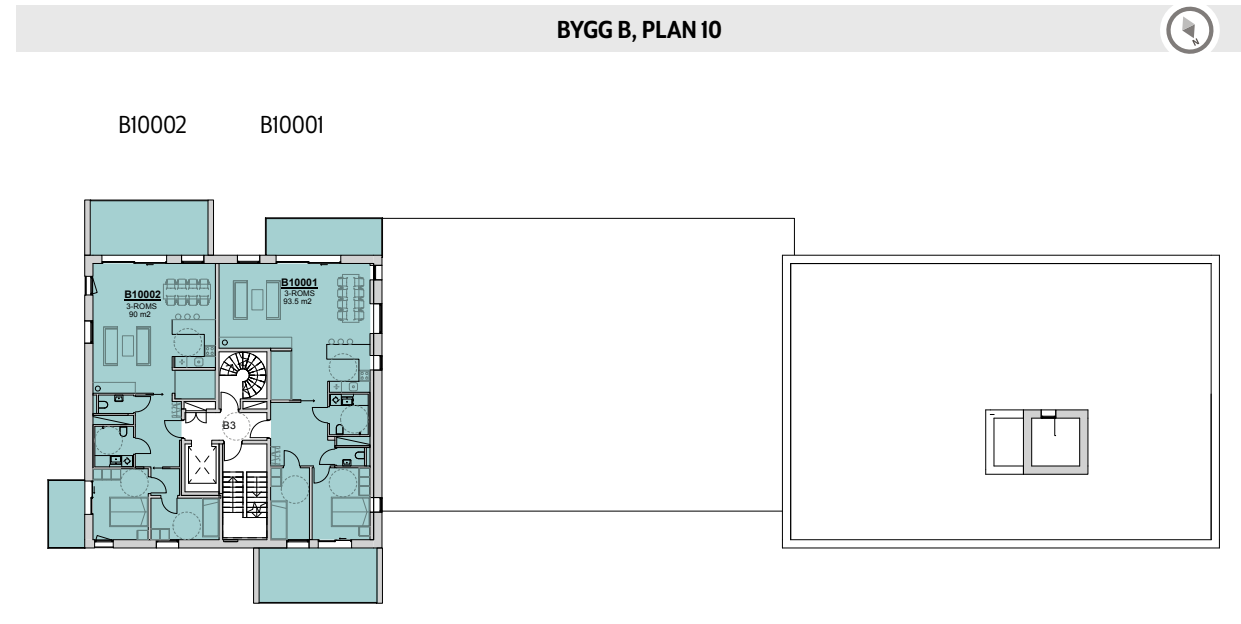 BYGG B, PLAN 10
N
B10002 B10001
B10001
3-ROMS
93.5 m2
B10002
3-ROMS
90 m2
B3